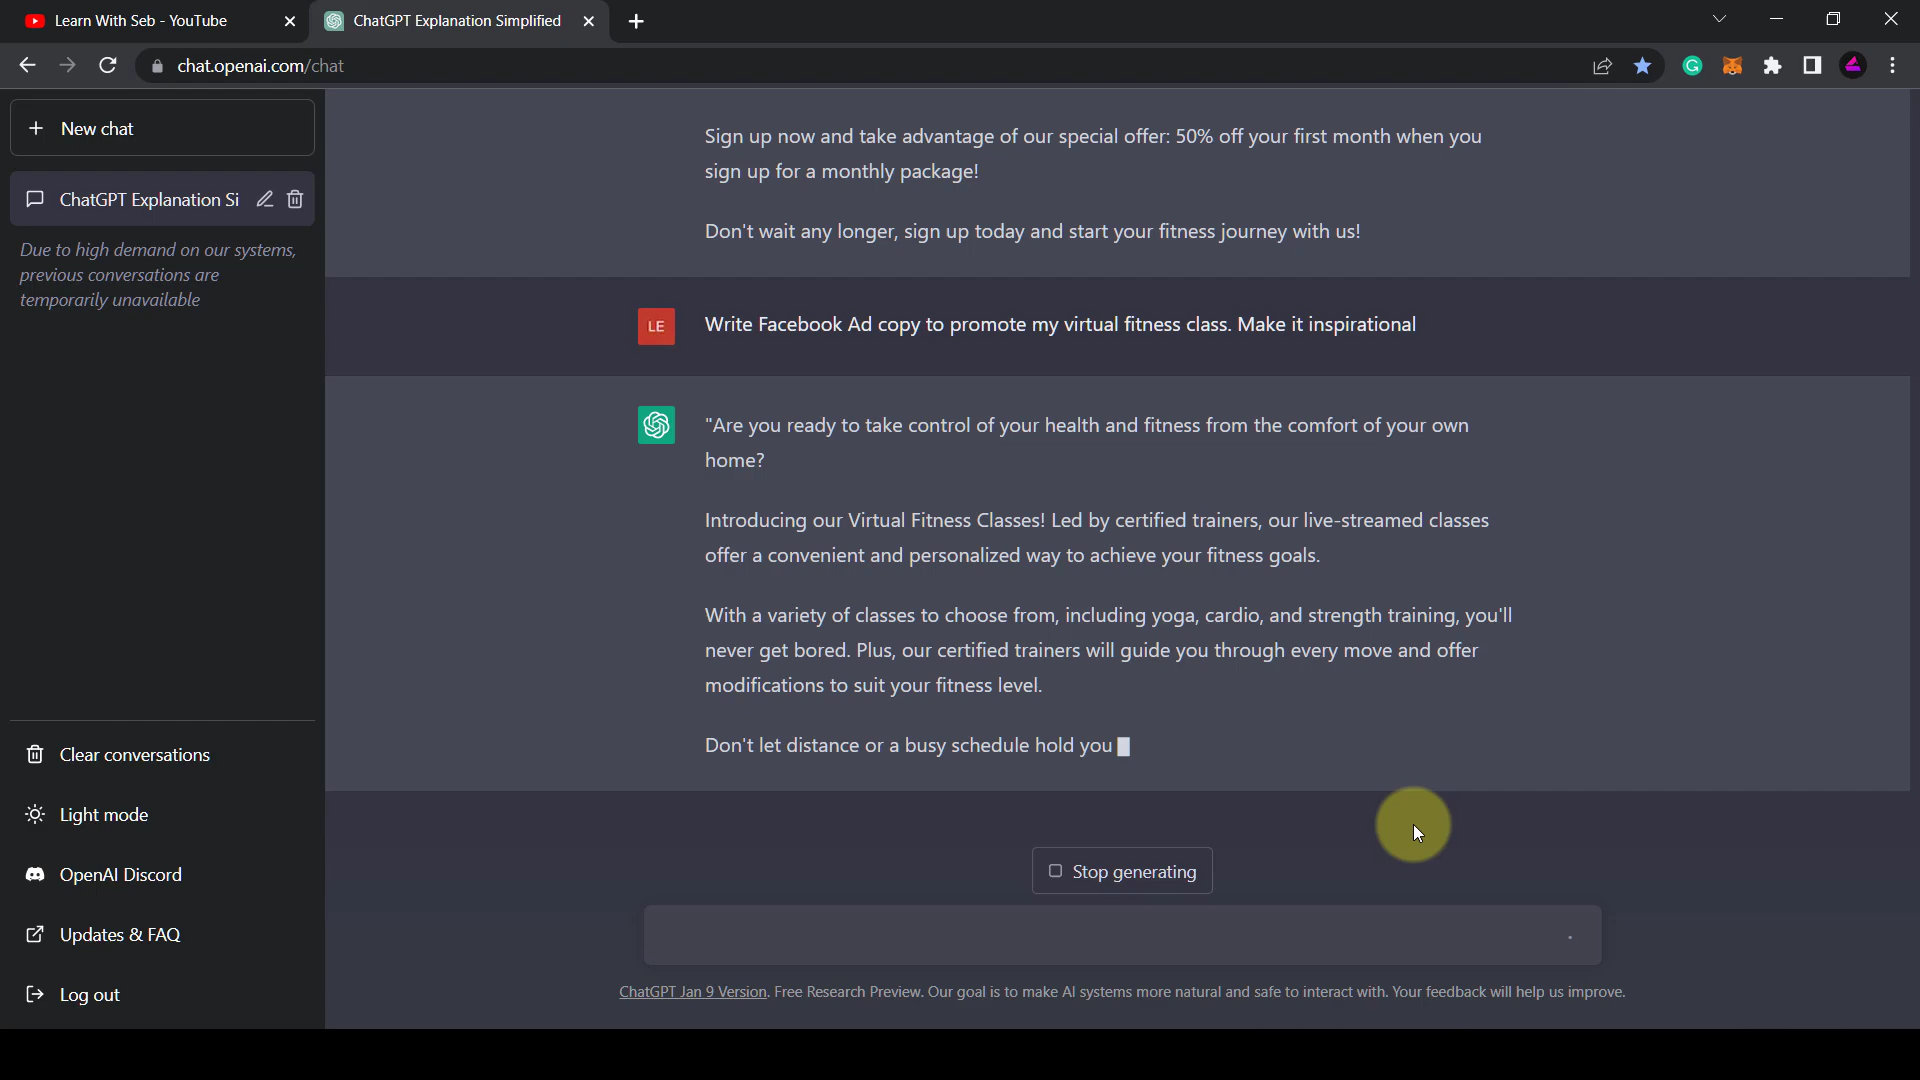 Learn With Seb - YouTube
ChatGPT Explanation Simplified
chat.openai.com/chat
New chat
ChatGPT Explanation Si
Due to high demand on our systems,
previous conversations are
temporarily unavailable
Sign up now and take advantage of our special offer: 50% off your first month when you
sign up for a monthly package!
Don't wait any longer, sign up today and start your fitness journey with us!
LE
Write Facebook Ad copy to promote my virtual fitness class. Make it inspirational
"Are you ready to take control of your health and fitness from the comfort of your own
home?
Introducing our Virtual Fitness Classes! Led by certified trainers, our live-streamed classes
offer a convenient and personalized way to achieve your fitness goals.
With a variety of classes to choose from, including yoga, cardio, and strength training, you'll
never get bored. Plus, our certified trainers will guide you through every move and offer
modifications to suit your fitness level.
Don't let distance or a busy schedule hold you
Clear conversations
Light mode
OpenAI Discord
Updates & FAQ
Log out
Stop generating
ChatGPT Jan 9 Version. Free Research Preview. Our goal is to make AI systems more natural and safe to interact with. Your feedback will help us improve.